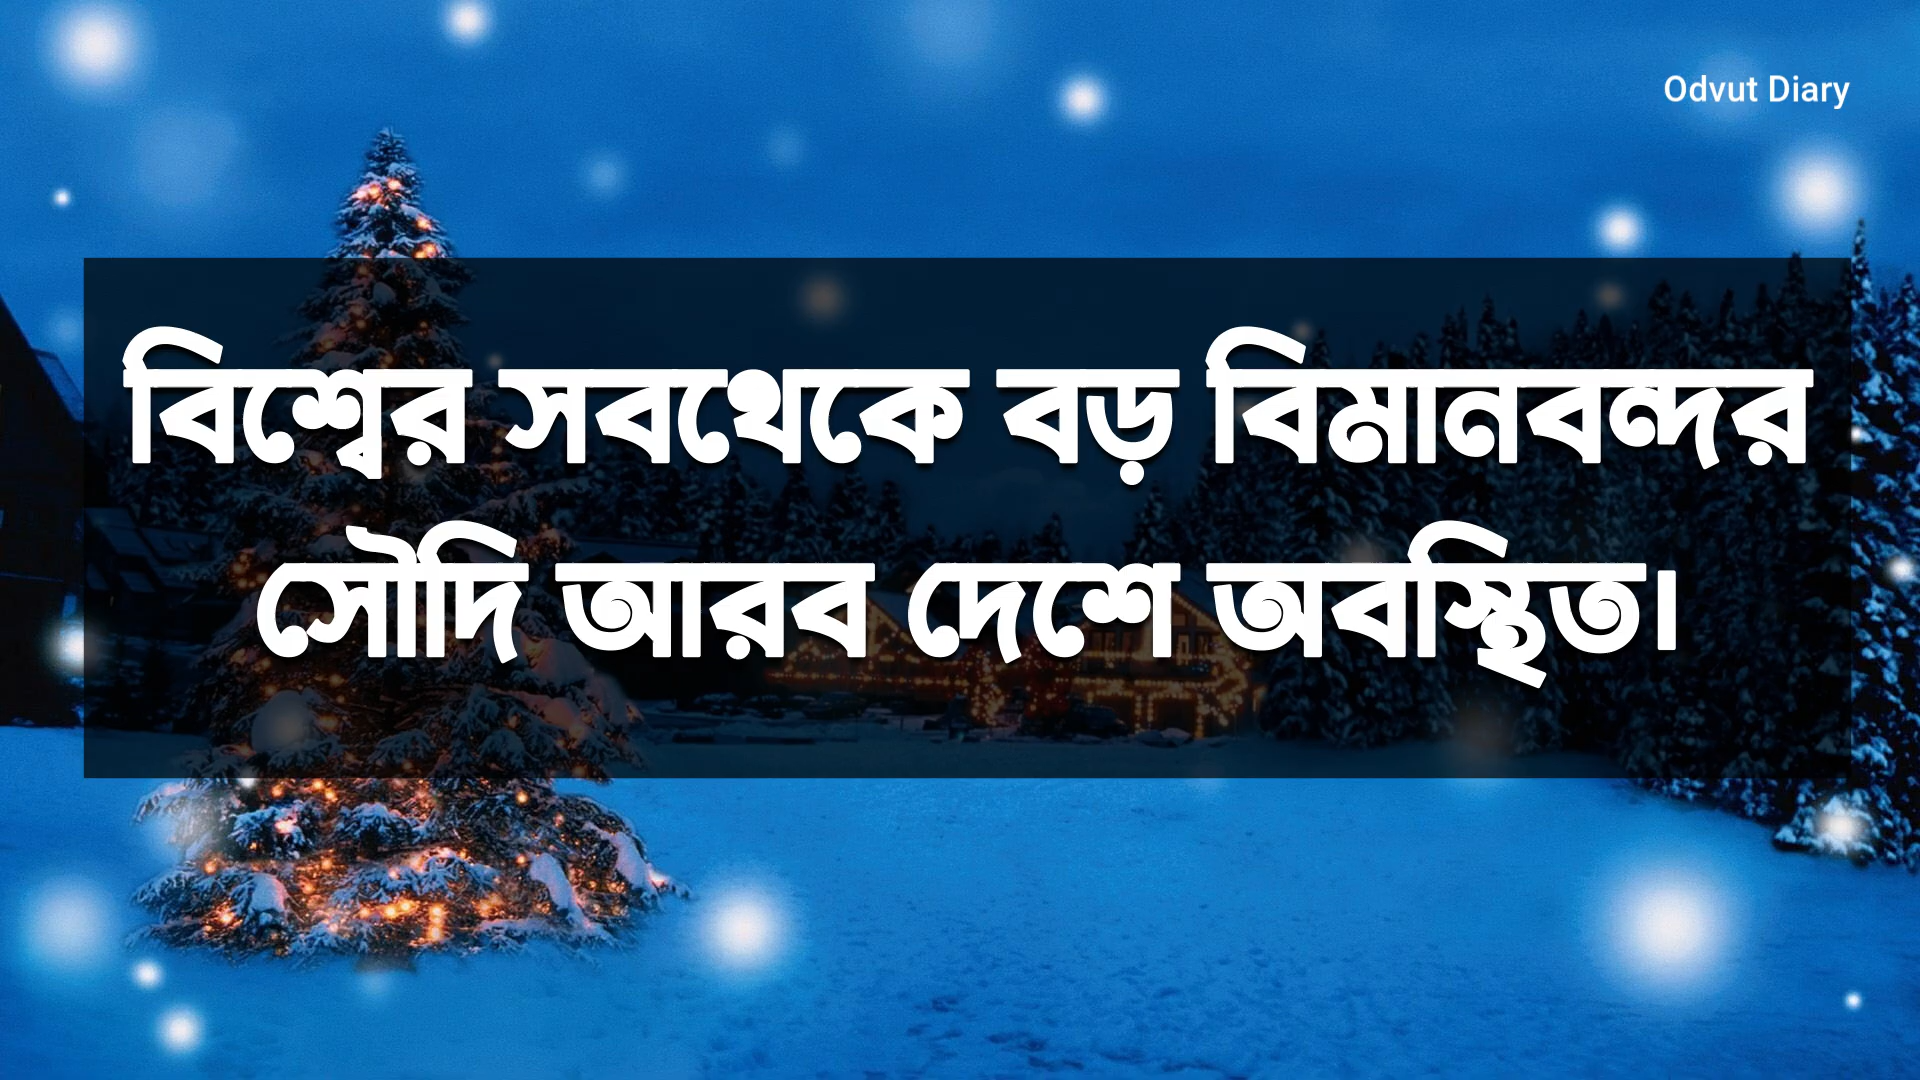 Odvut Diary
বিশ্বের সবথেকে বড় বিমানবন্দর
সৌদি আরব দেশে অবস্থিত।